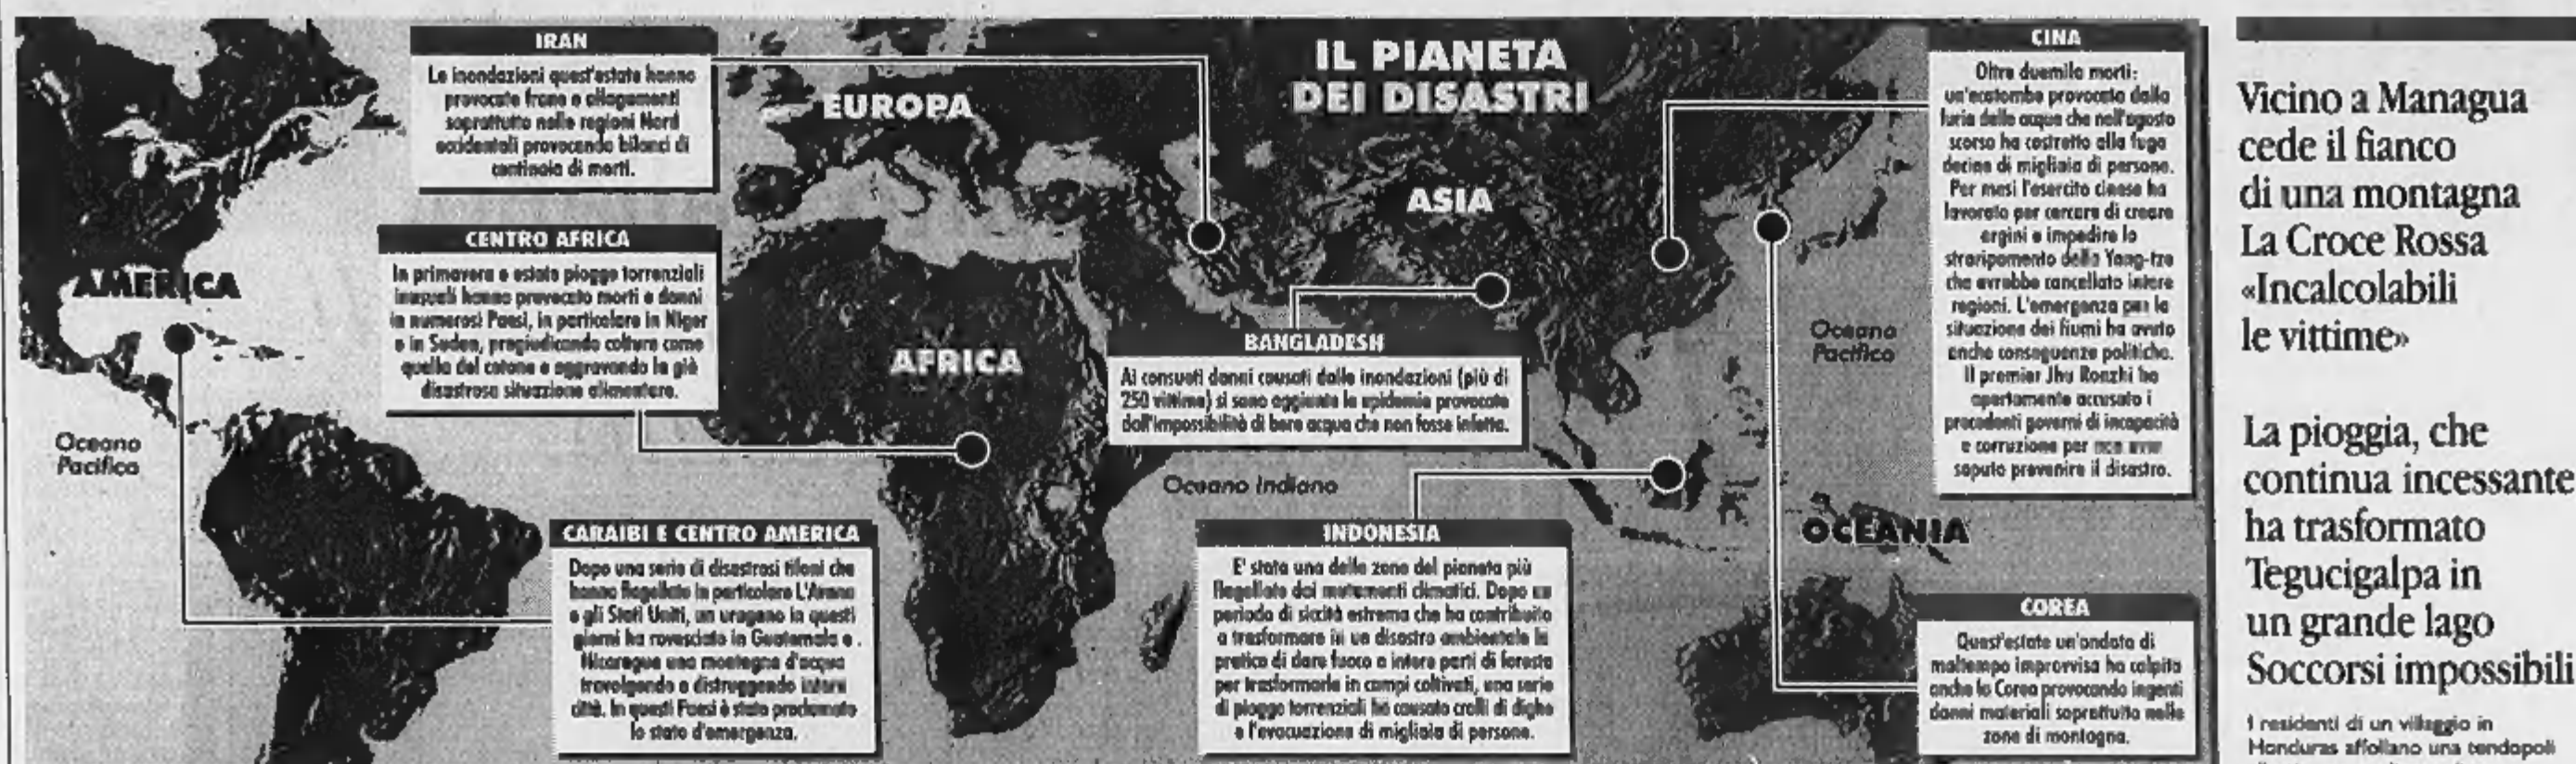 IL PIANETA
DEI DISASTRI
EUROPA
ASIA
AMERICA
AFRICA
OCEANIA
Oceano
Pacifico
Oceano
Pacifico
Oceano Indiano
IRAN
Le inondazioni quest'estate hanno
provocato frane e allagamenti
soprattutto nelle regioni Nord
occidentali provocando bilanci di
centinaia di morti.
CENTRO AFRICA
In primavera e estate piogge torrenziali
inusuali hanno provocato morti e danni
in numerosi Paesi, in particolare in Niger
e in Sudan, pregiudicando colture come
quella del cotone e aggravando la già
disastrosa situazione alimentare.
CARAIBI E CENTRO AMERICA
Dopo una serie di disastrosi tifoni che
hanno flagellato in particolare L'Avana
e gli Stati Uniti, un uragano in questi
giorni ha rovesciato in Guatemala e
Nicaragua una montagna d'acqua
travolgendo e distruggendo intere
città. In questi Paesi è stato proclamato
lo stato d'emergenza.
BANGLADESH
Ai consueti danni causati dalle inondazioni (più di
250 vittime) si sono aggiunte le epidemie provocate
dall'impossibilità di bere acqua che non fosse infetta.
INDONESIA
E' stata una delle zone del pianeta più
flagellate dai mutamenti climatici. Dopo un
periodo di siccità estrema che ha contribuito
a trasformare in un disastro ambientale la
pratica di dare fuoco a intere parti di foresta
per trasformarle in campi coltivati, una serie
di piogge torrenziali ha causato crolli di dighe
e l'evacuazione di migliaia di persone.
CINA
Oltre duemila morti:
un'ecatombe provocata dalla
furia delle acque che nell'agosto
scorso ha costretto alla fuga
decine di migliaia di persone.
Per mesi l'esercito cinese ha
lavorato per cercare di creare
argini e impedire lo
straripamento dello Yang-tze
che avrebbe cancellato intere
regioni. L'emergenza per la
situazione dei fiumi ha avuto
anche conseguenze politiche.
Il premier Jhu Ronzhi ha
apertamente accusato i
precedenti governi di incapacità
e corruzione per non aver
saputo prevenire il disastro.
COREA
Quest'estate un'ondata di
maltempo improvvisa ha colpito
anche la Corea provocando ingenti
danni materiali soprattutto nelle
zone di montagna.
Vicino a Managua
cede il fianco
di una montagna
La Croce Rossa
«Incalcolabili
le vittime»
La pioggia, che
continua incessante
ha trasformato
Tegucigalpa in
un grande lago
Soccorsi impossibili
I residenti di un villaggio in
Honduras affollano una tendopoli